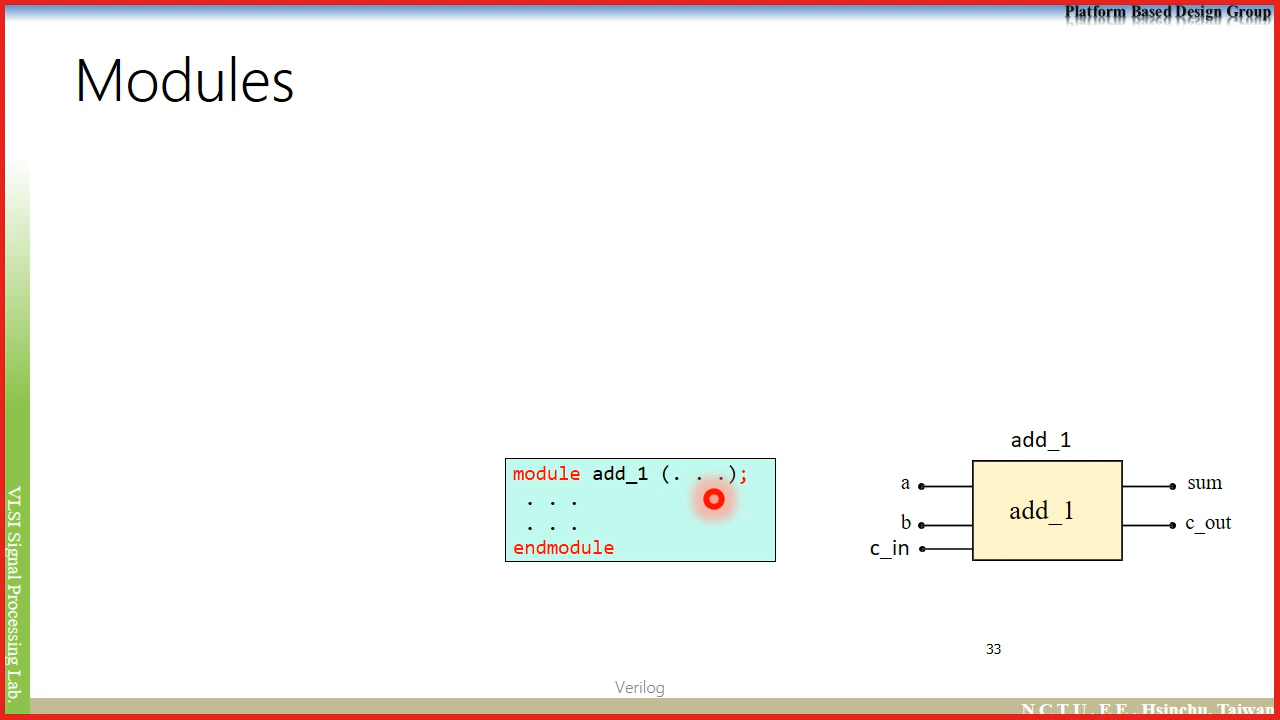 Platform Based Design Group
Modules
module add_1 (. . .);
. . .
. . .
endmodule
add_1
a
b
c_in
add_1
sum
c_out
33
Verilog
VLSI Signal Processing Lab.
N C T U . E E , Hsinchu, Taiwan